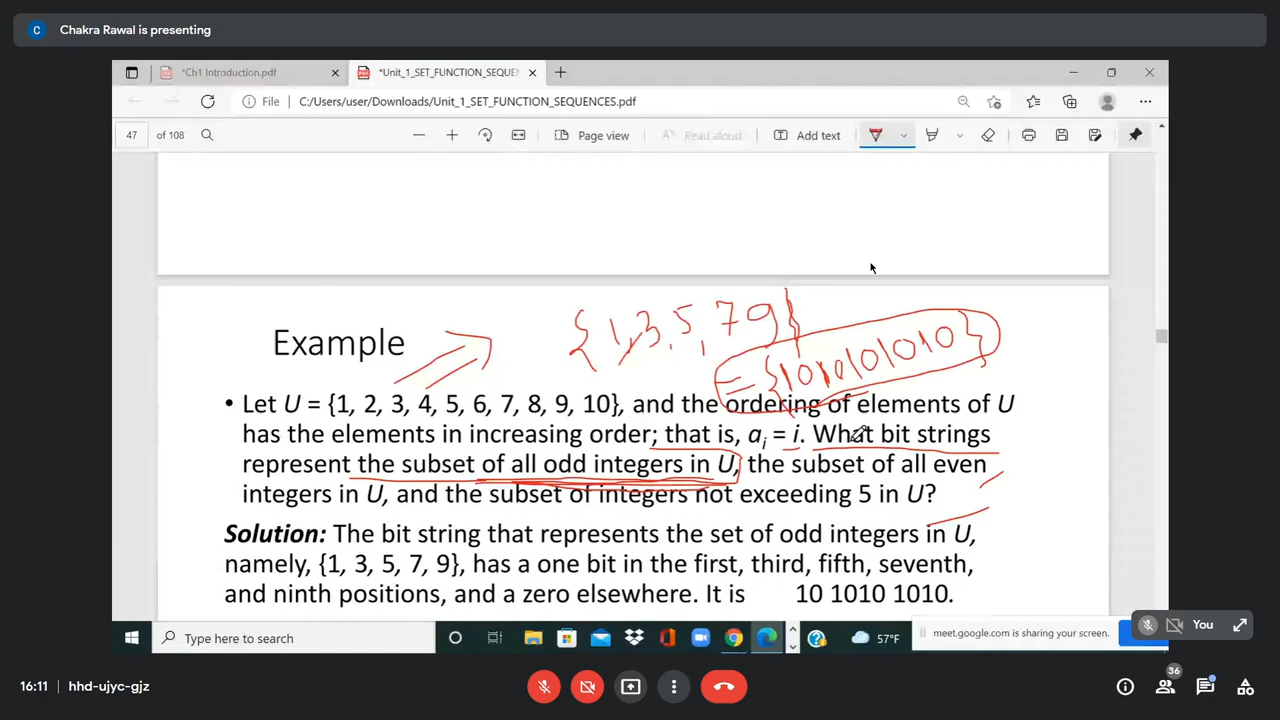 C Chakra Rawal is presenting
*Ch1 Introduction.pdf
*Unit_1_SET_FUNCTION_SEQUEN
File C:/Users/user/Downloads/Unit_1_SET_FUNCTION_SEQUENCES.pdf
47 of 108 Page view Read aloud Add text
{1,3,5,7 9}
= {1010101010}
Example
• Let U = {1, 2, 3, 4, 5, 6, 7, 8, 9, 10}, and the ordering of elements of U
has the elements in increasing order; that is, ai = i. What bit strings
represent the subset of all odd integers in U, the subset of all even
integers in U, and the subset of integers not exceeding 5 in U?
Solution: The bit string that represents the set of odd integers in U,
namely, {1, 3, 5, 7, 9}, has a one bit in the first, third, fifth, seventh,
and ninth positions, and a zero elsewhere. It is 10 1010 1010.
You
Type here to search
57°F
meet.google.com is sharing your screen.
16:11 hhd-ujyc-gjz
36